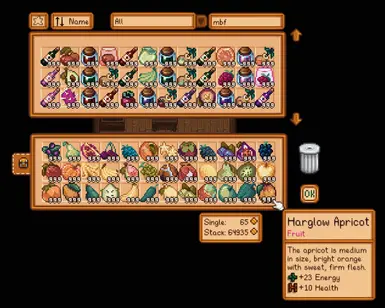 Name
All
mbf
OK
Single: 65
Stack: 64935
Harglow Apricot
Fruit
The apricot is medium
in size, bright orange
with sweet, firm flesh.
+23 Energy
+10 Health